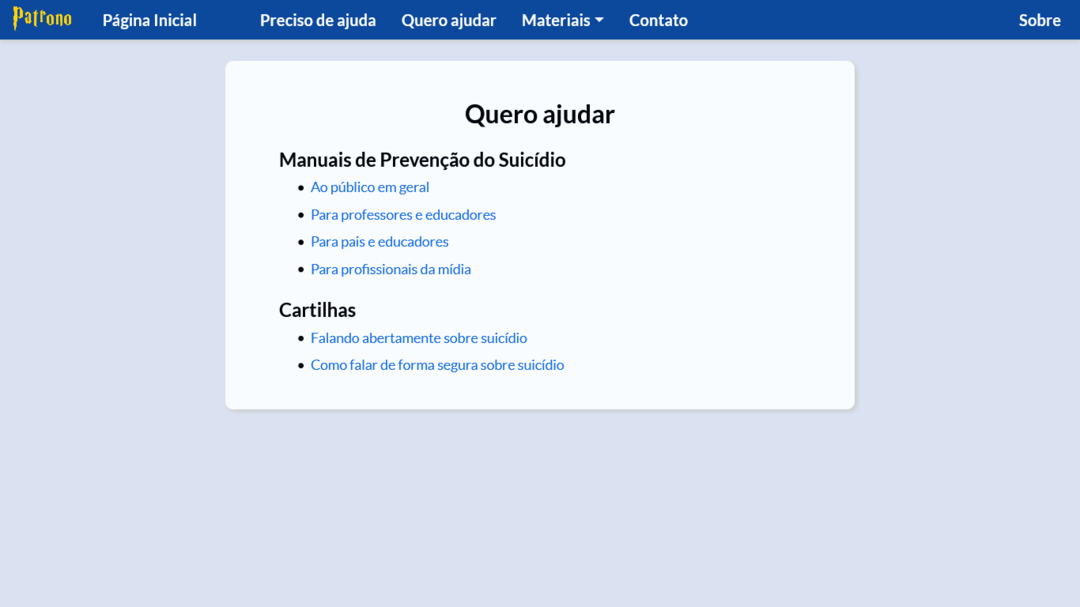 Patrono Página Inicial Preciso de ajuda Quero ajudar Materiais Contato Sobre
Quero ajudar
Manuais de Prevenção do Suicídio
Ao público em geral
Para professores e educadores
Para pais e educadores
Para profissionais da mídia
Cartilhas
Falando abertamente sobre suicídio
Como falar de forma segura sobre suicídio